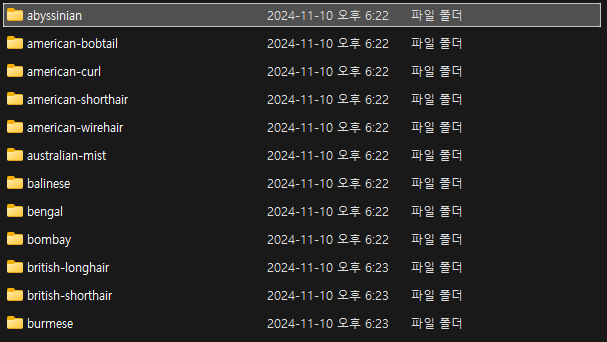 abyssinian 2024-11-10 오후 6:22 파일 폴더
american-bobtail 2024-11-10 오후 6:22 파일 폴더
american-curl 2024-11-10 오후 6:22 파일 폴더
american-shorthair 2024-11-10 오후 6:22 파일 폴더
american-wirehair 2024-11-10 오후 6:22 파일 폴더
australian-mist 2024-11-10 오후 6:22 파일 폴더
balinese 2024-11-10 오후 6:22 파일 폴더
bengal 2024-11-10 오후 6:22 파일 폴더
bombay 2024-11-10 오후 6:22 파일 폴더
british-longhair 2024-11-10 오후 6:23 파일 폴더
british-shorthair 2024-11-10 오후 6:23 파일 폴더
burmese 2024-11-10 오후 6:23 파일 폴더